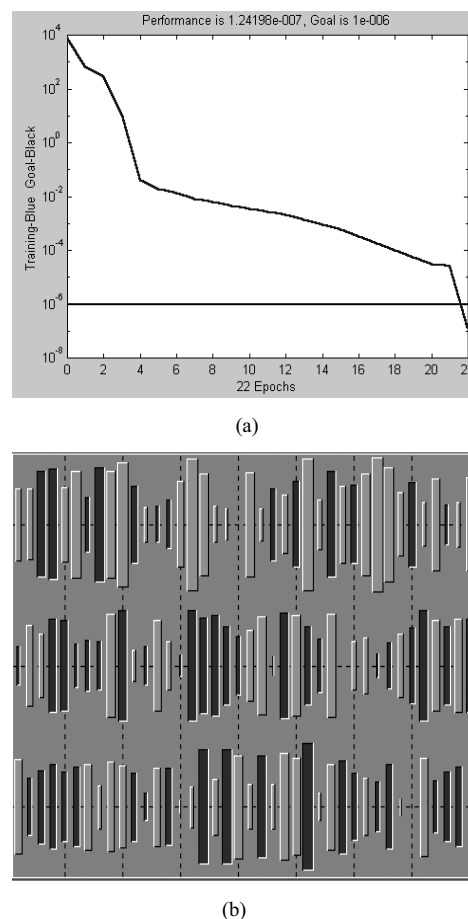 Performance is 1.24198e-007, Goal is 1e-006
Training-Blue Goal-Black
10^4
10^2
10^0
10^-2
10^-4
10^-6
10^-8
0 2 4 6 8 10 12 14 16 18 20 2
22 Epochs
(a)
(b)